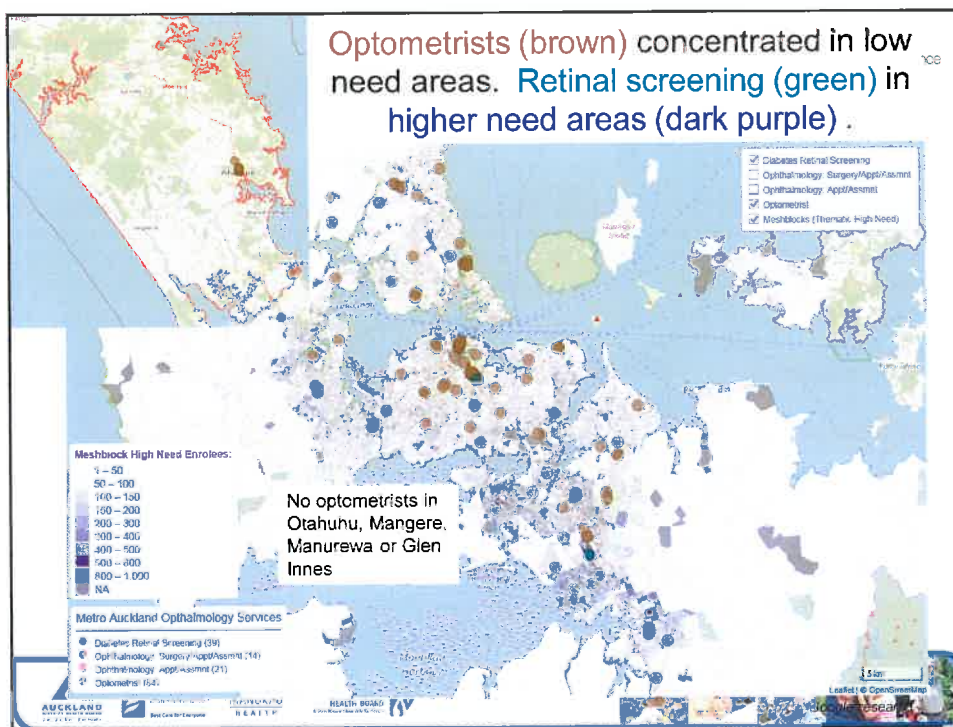 Optometrists (brown) concentrated in low
need areas. Retinal screening (green) in
higher need areas (dark purple) .
Diabetes Retinal Screening
Ophthalmology: Surgery/Appt/Assmnt
Ophthalmology: Appt/Assmnt
Optometrist
Meshblocks (Thematic High Need)
Meshblock High Need Enrolees:
1 – 50
50 – 100
100 – 150
150 – 200
200 – 300
300 – 400
400 – 500
500 – 800
800 – 1,000
NA
No optometrists in
Otahuhu, Mangere,
Manurewa or Glen
Innes
Metro Auckland Opthalmology Services
Diabetes Retinal Screening (39)
Ophthalmology: Surgery/Appt/Assmnt (14)
Ophthalmology: Appt/Assmnt (21)
Optometrist (64)
5 km
Leaflet | © OpenStreetMap
AUCKLAND
Best Care for Everyone
HEALTH
HEALTH BOARD